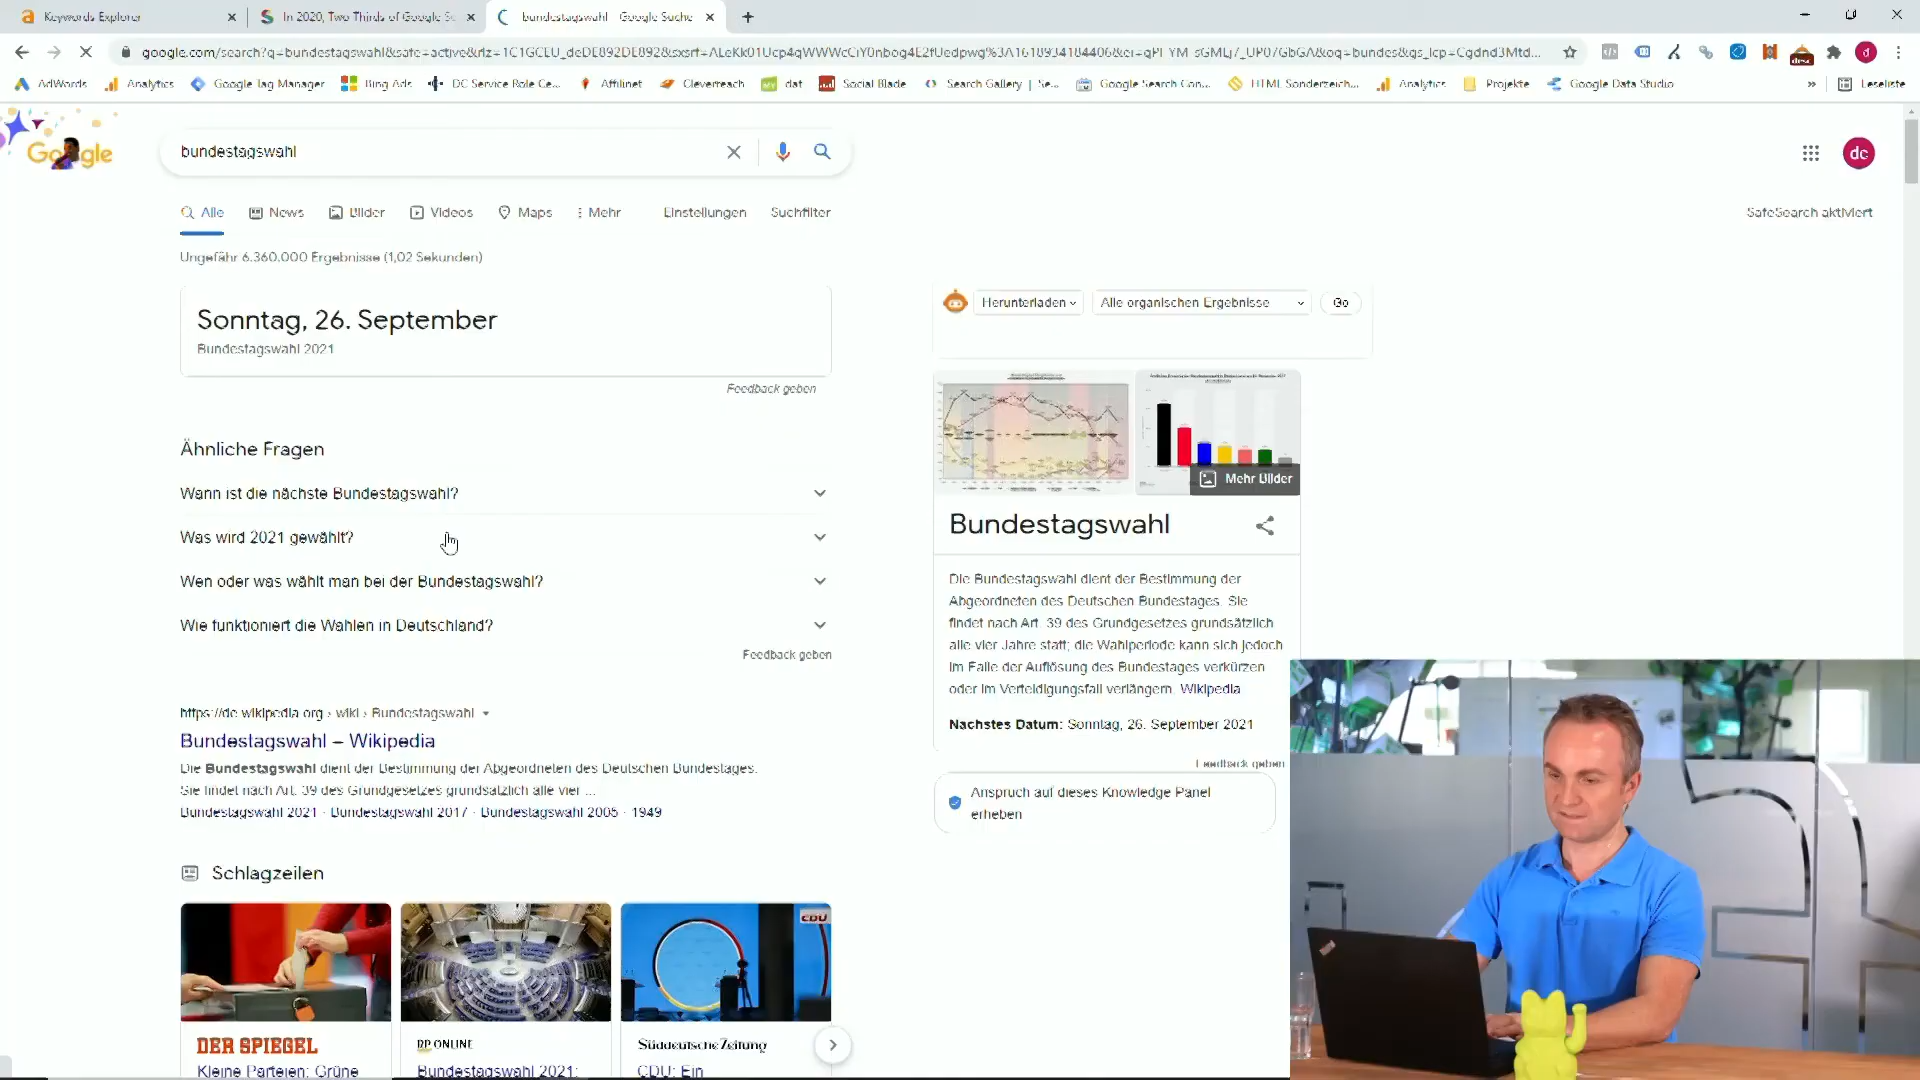 Keywords Explorer
In 2020, Two Thirds of Google Se
bundestagswahl - Google Suche
AdWords
Analytics
Google Tag Manager
Bing Ads
DC Service Role Ce...
Affilinet
Cleverreach
dat
Social Blade
Search Gallery | Se...
Google Search Con...
HTML Sonderzeich...
Analytics
Projekte
Google Data Studio
»
Leseliste
Google
bundestagswahl
dc
Alle
News
Bilder
Videos
Maps
Mehr
Einstellungen
Suchfilter
SafeSearch aktiviert
Ungefähr 6.360.000 Ergebnisse (1,02 Sekunden)
Sonntag, 26. September
Bundestagswahl 2021
Feedback geben
Ähnliche Fragen
Wann ist die nächste Bundestagswahl?
Was wird 2021 gewählt?
Wen oder was wählt man bei der Bundestagswahl?
Wie funktioniert die Wahlen in Deutschland?
Feedback geben
https://de.wikipedia.org › wiki › Bundestagswahl
Bundestagswahl – Wikipedia
Die Bundestagswahl dient der Bestimmung der Abgeordneten des Deutschen Bundestages.
Sie findet nach Art. 39 des Grundgesetzes grundsätzlich alle vier ...
Bundestagswahl 2021 · Bundestagswahl 2017 · Bundestagswahl 2005 · 1949
Schlagzeilen
CDU
DER SPIEGEL
Kleine Parteien: Grüne
RP ONLINE
Bundestagswahl 2021:
Süddeutsche Zeitung
CDU: Ein
Herunterladen
Alle organischen Ergebnisse
Go
Mehr Bilder
Bundestagswahl
Die Bundestagswahl dient der Bestimmung der
Abgeordneten des Deutschen Bundestages. Sie
findet nach Art. 39 des Grundgesetzes grundsätzlich
alle vier Jahre statt; die Wahlperiode kann sich jedoch
im Falle der Auflösung des Bundestages verkürzen
oder im Verteidigungsfall verlängern. Wikipedia
Nächstes Datum: Sonntag, 26. September 2021
Feedback geben
Anspruch auf dieses Knowledge Panel
erheben